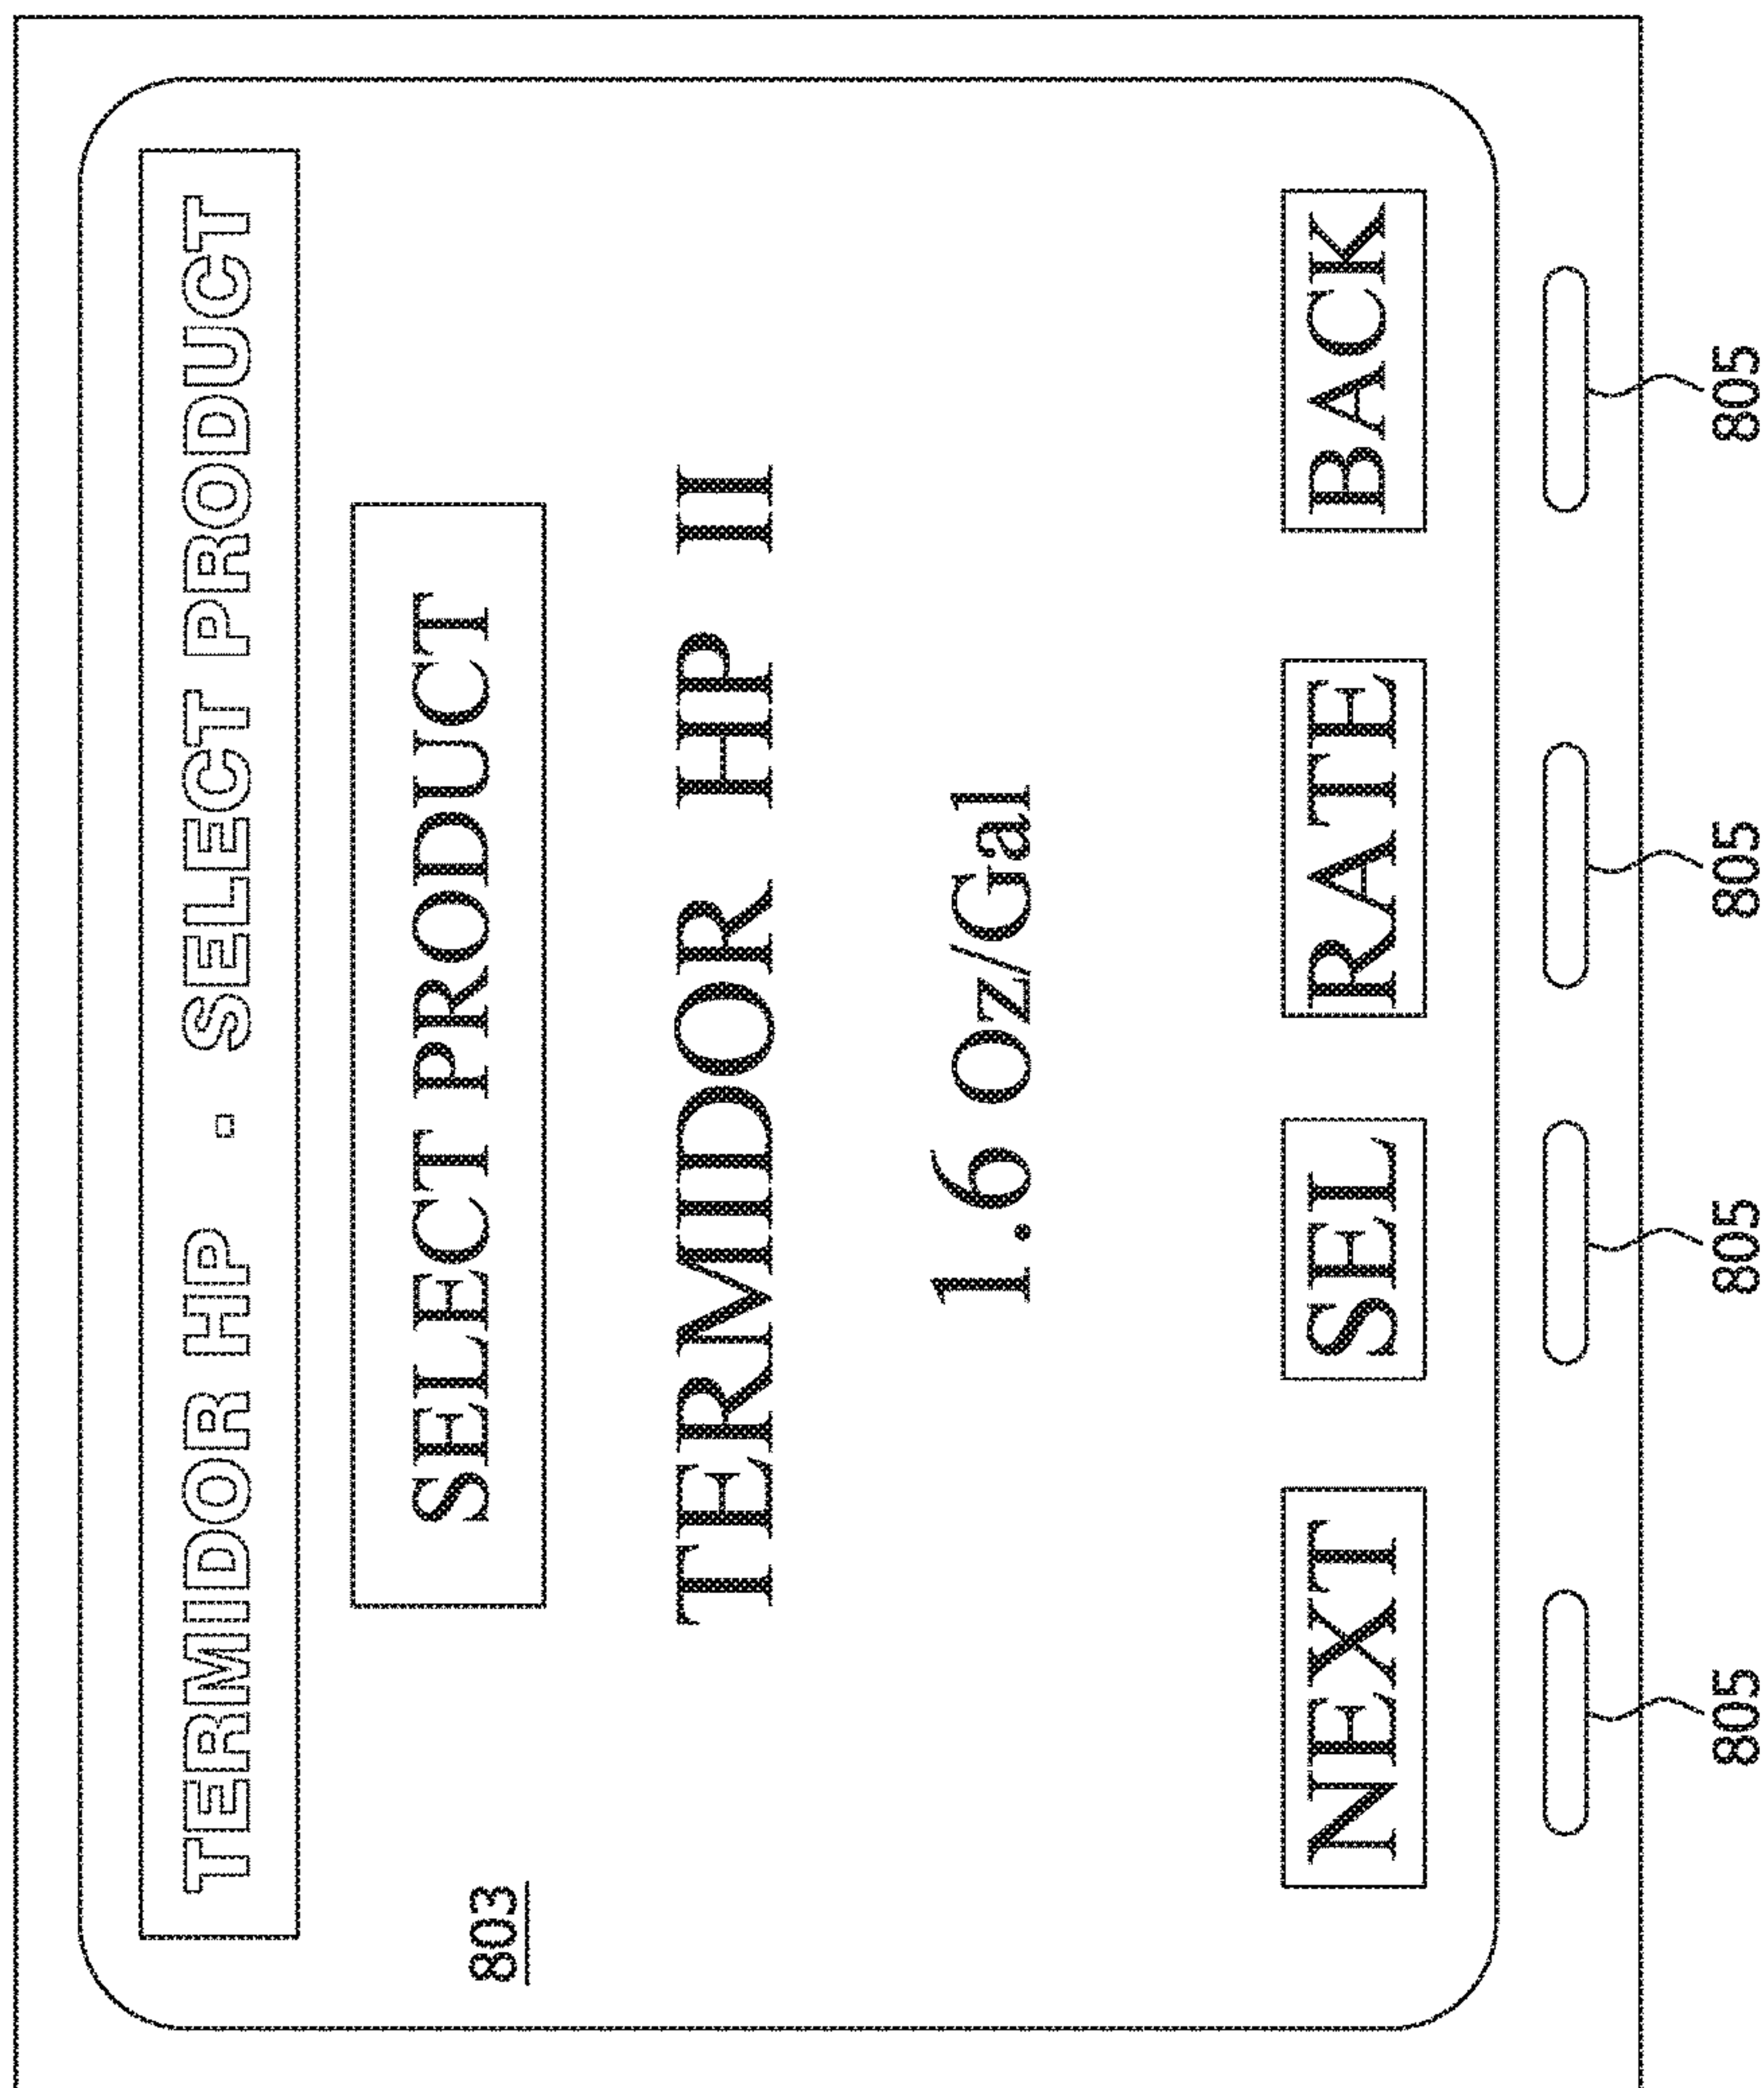 TERMIDOR HP - SELECT PRODUCT
803
SELECT PRODUCT
TERMIDOR HP II
1.6 Oz/Gal
NEXT SEL RATE BACK
805 805 805 805